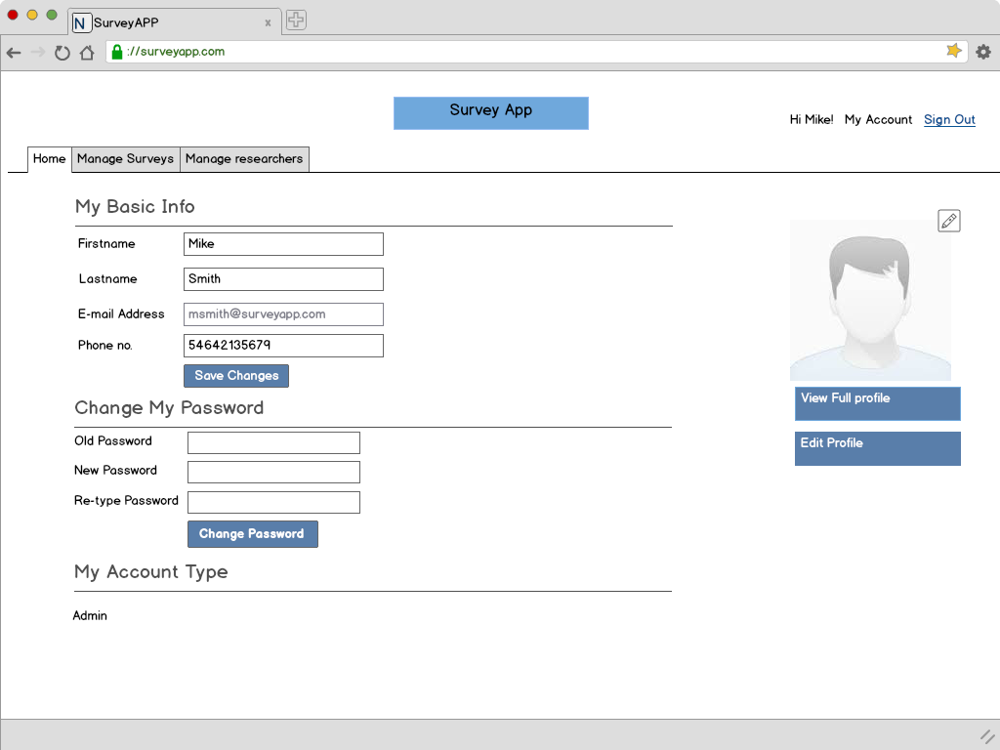 N SurveyAPP x
://surveyapp.com
Survey App
Hi Mike! My Account Sign Out
Home Manage Surveys Manage researchers
My Basic Info
Firstname Mike
Lastname Smith
E-mail Address msmith@surveyapp.com
Phone no. 54642135679
Save Changes
View Full profile
Change My Password
Old Password
Edit Profile
New Password
Re-type Password
Change Password
My Account Type
Admin